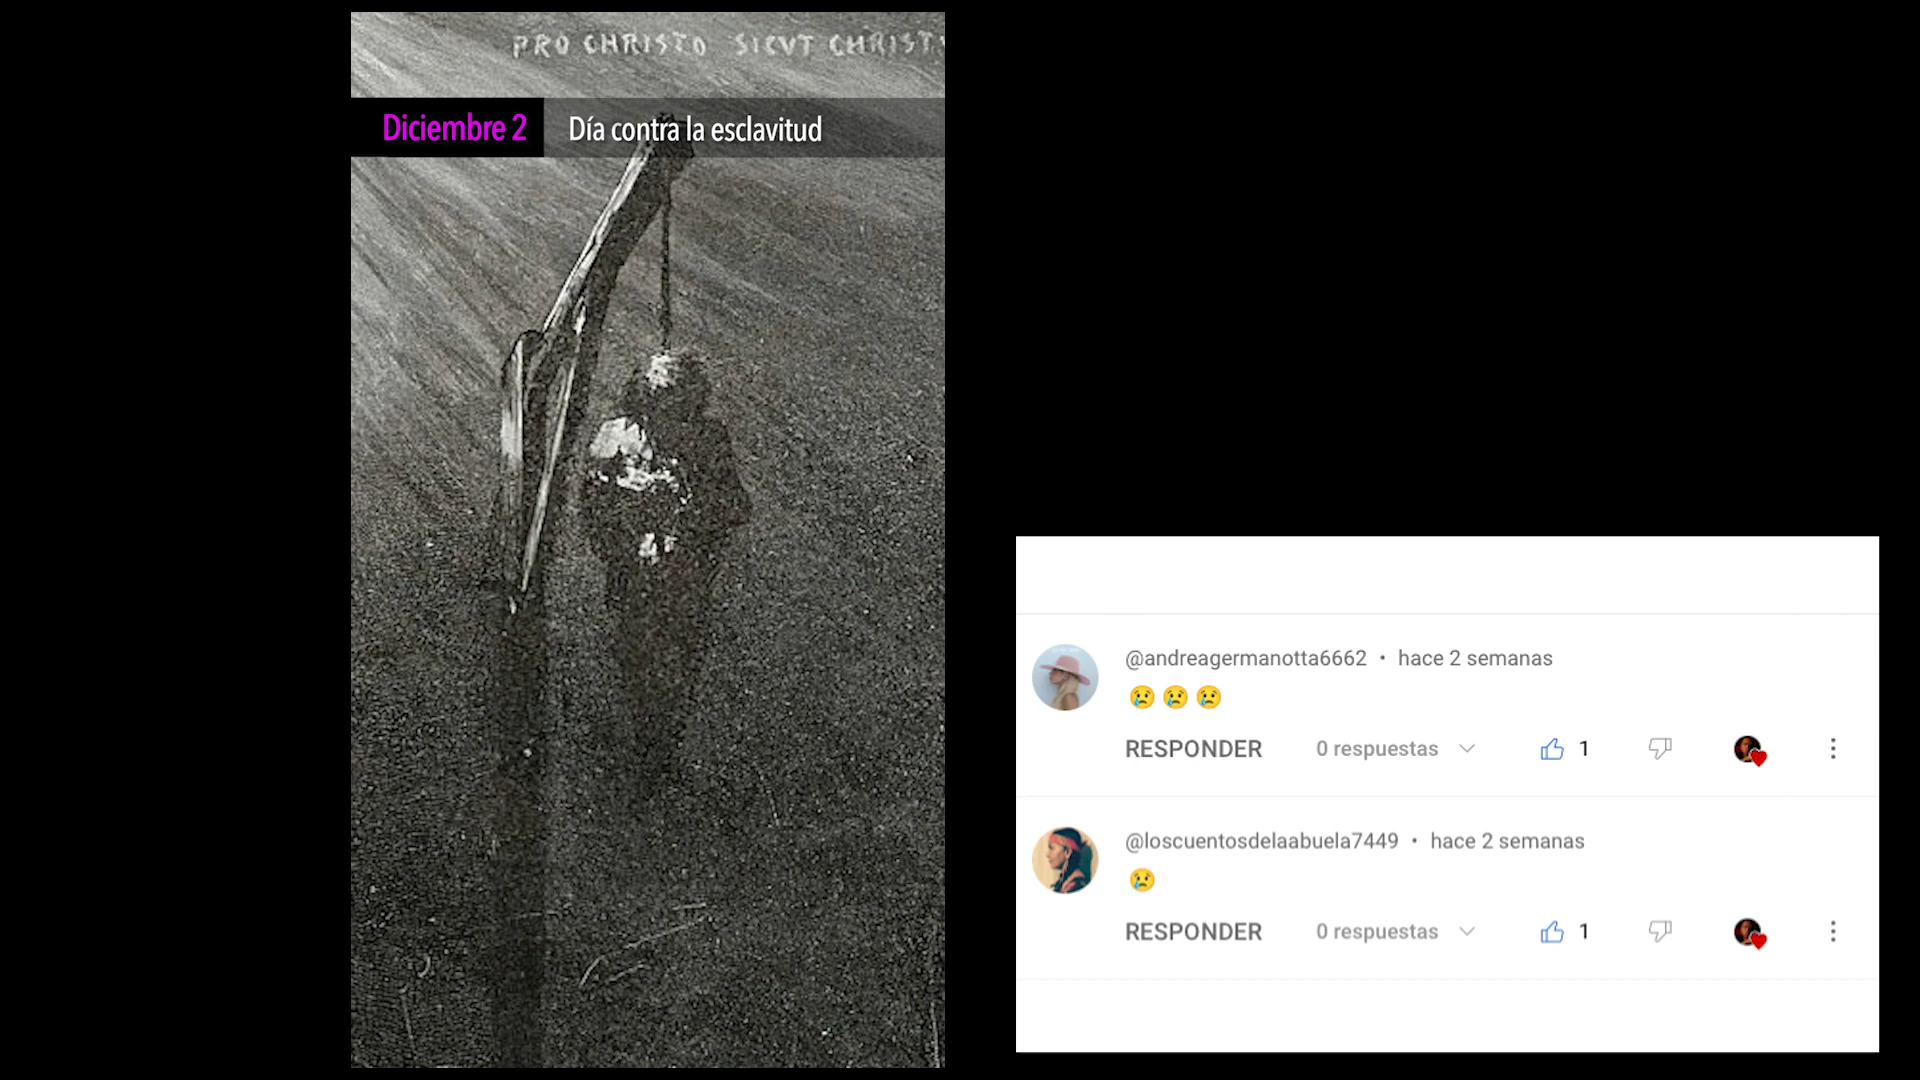 PRO CHRISTO SICVT CHRISTV
Diciembre 2
Día contra la esclavitud
@andreagermanotta6662 • hace 2 semanas
😢😢😢
RESPONDER 0 respuestas 1
@loscuentosdelaabuela7449 • hace 2 semanas
😢
RESPONDER 0 respuestas 1